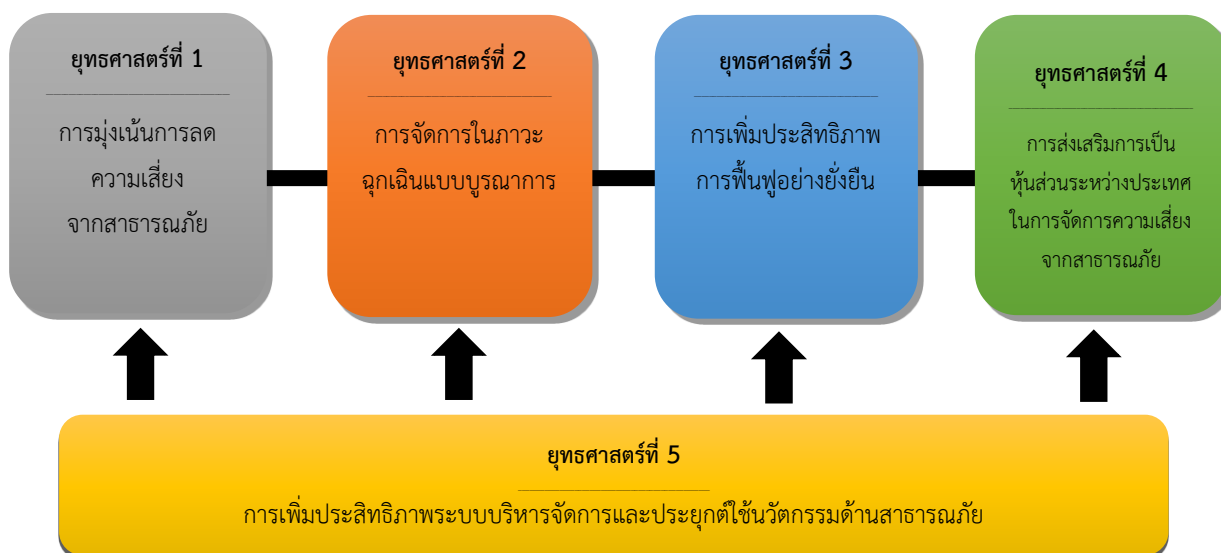 ยุทธศาสตร์ที่ 1
การมุ่งเน้นการลด
ความเสี่ยง
จากสาธารณภัย
ยุทธศาสตร์ที่ 2
การจัดการในภาวะ
ฉุกเฉินแบบบูรณาการ
ยุทธศาสตร์ที่ 3
การเพิ่มประสิทธิภาพ
การฟื้นฟูอย่างยั่งยืน
ยุทธศาสตร์ที่ 4
การส่งเสริมการเป็น
หุ้นส่วนระหว่างประเทศ
ในการจัดการความเสี่ยง
จากสาธารณภัย
ยุทธศาสตร์ที่ 5
การเพิ่มประสิทธิภาพระบบบริหารจัดการและประยุกต์ใช้นวัตกรรมด้านสาธารณภัย